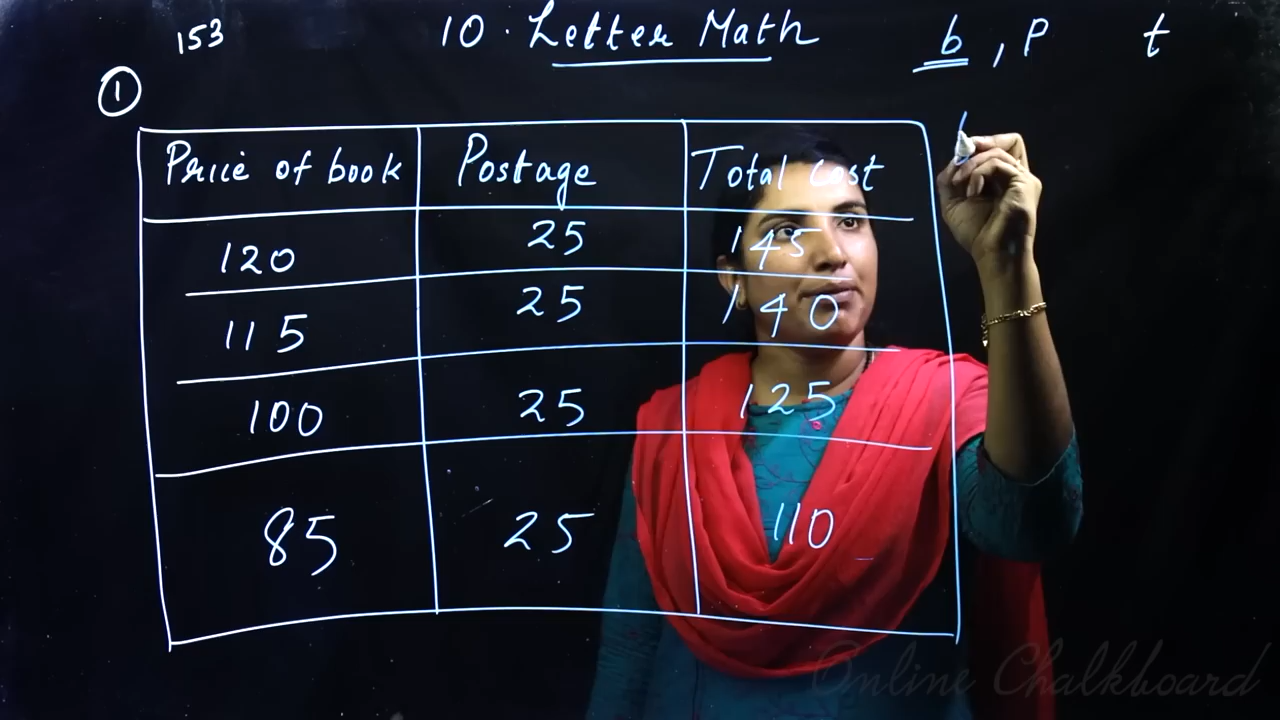 153 10. Letter Math b, P t
1
Price of book Postage Total cost
120 25 145
115 25 140
100 25 125
85 25 110
Online Chalkboard